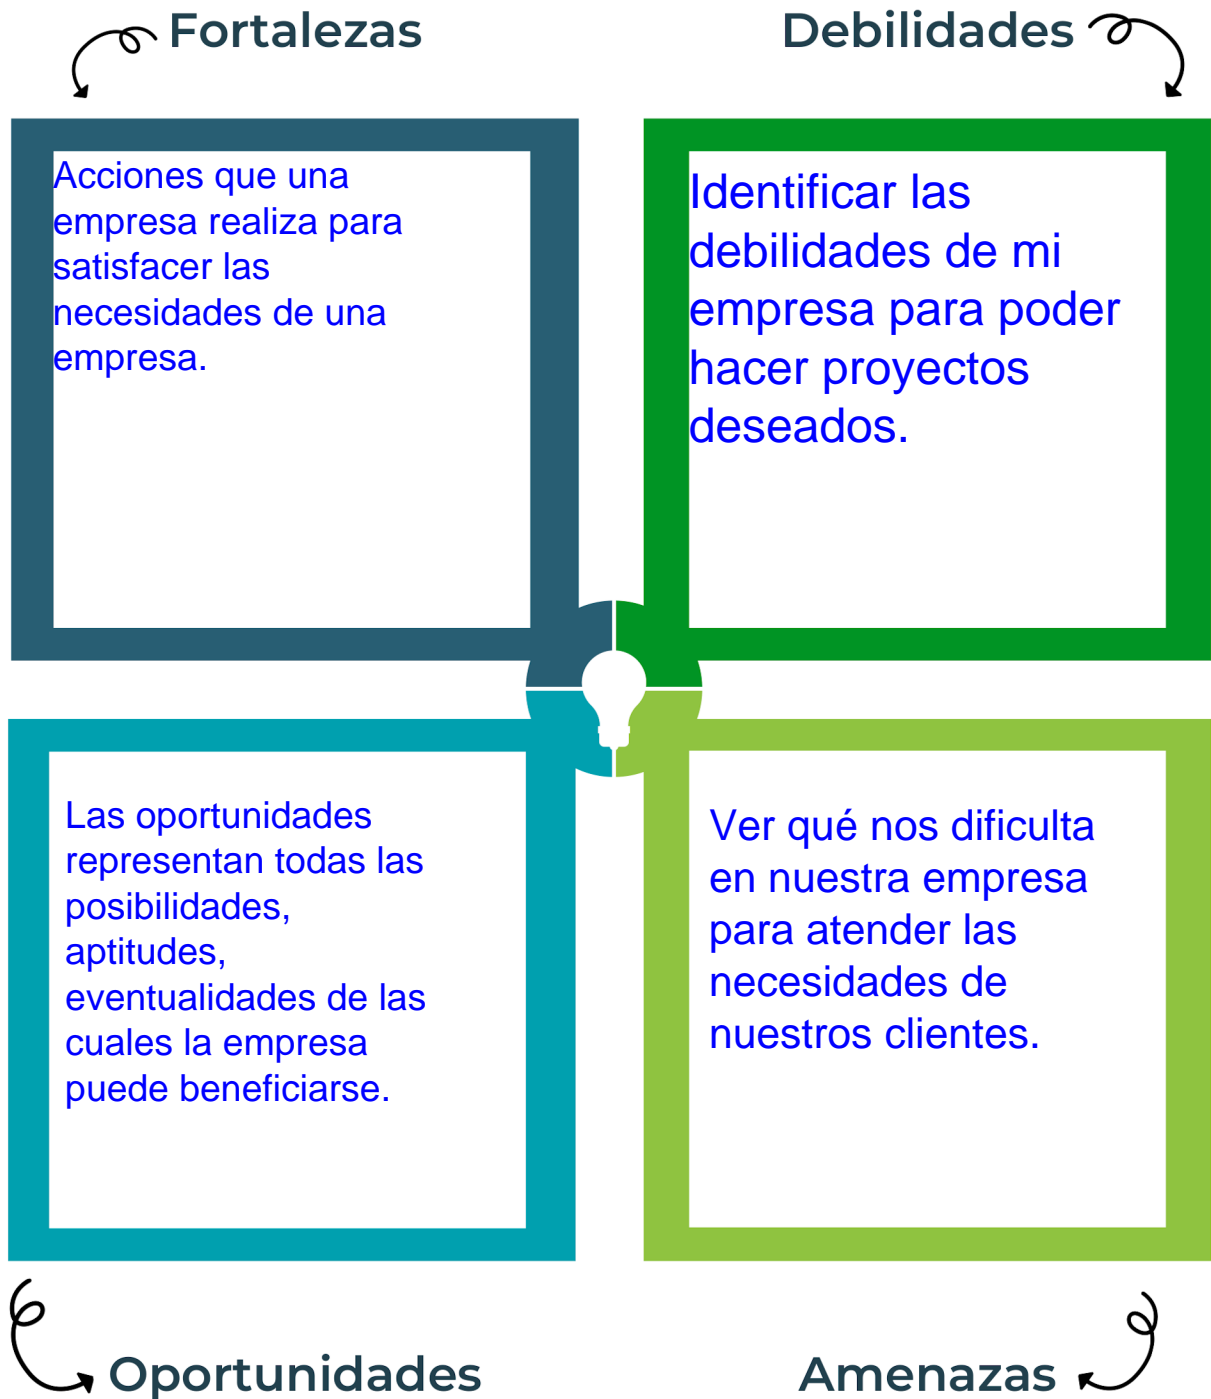 Fortalezas
Acciones que una
empresa realiza para
satisfacer las
necesidades de una
empresa.
Debilidades
Identificar las
debilidades de mi
empresa para poder
hacer proyectos
deseados.
Las oportunidades
representan todas las
posibilidades,
aptitudes,
eventualidades de las
cuales la empresa
puede beneficiarse.
Oportunidades
Ver qué nos dificulta
en nuestra empresa
para atender las
necesidades de
nuestros clientes.
Amenazas